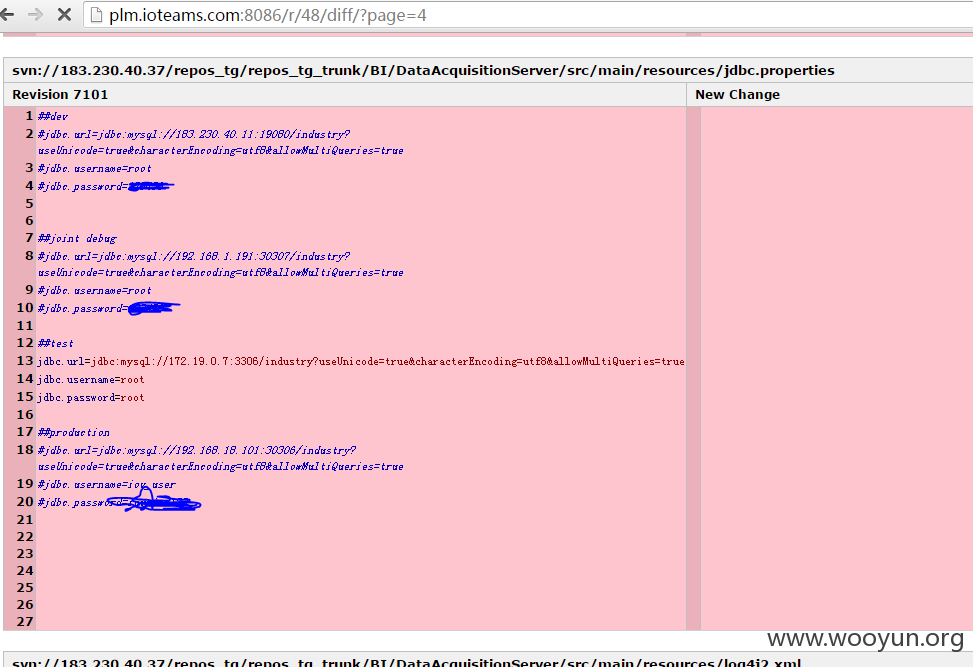 plm.ioteams.com:8086/r/48/diff/?page=4
svn://183.230.40.37/repos_tg/repos_tg_trunk/BI/DataAcquisitionServer/src/main/resources/jdbc.properties
Revision 7101 New Change
1 ##dev
2 #jdbc.url=jdbc:mysql://183.230.40.11:19080/industry?
useUnicode=true&characterEncoding=utf8&allowMultiQueries=true
3 #jdbc.username=root
4 #jdbc.password=
5
6
7 ##joint debug
8 #jdbc.url=jdbc:mysql://192.168.1.191:30307/industry?
useUnicode=true&characterEncoding=utf8&allowMultiQueries=true
9 #jdbc.username=root
10 #jdbc.password=
11
12 ##test
13 jdbc.url=jdbc:mysql://172.19.0.7:3306/industry?useUnicode=true&characterEncoding=utf8&allowMultiQueries=true
14 jdbc.username=root
15 jdbc.password=root
16
17 ##production
18 #jdbc.url=jdbc:mysql://192.168.18.101:30306/industry?
useUnicode=true&characterEncoding=utf8&allowMultiQueries=true
19 #jdbc.username=iov_user
20 #jdbc.password=
21
22
23
24
25
26
27
www.wooyun.org
svn://183.230.40.37/repos_tg/repos_tg_trunk/BI/DataAcquisitionServer/src/main/resources/log4j2.xml